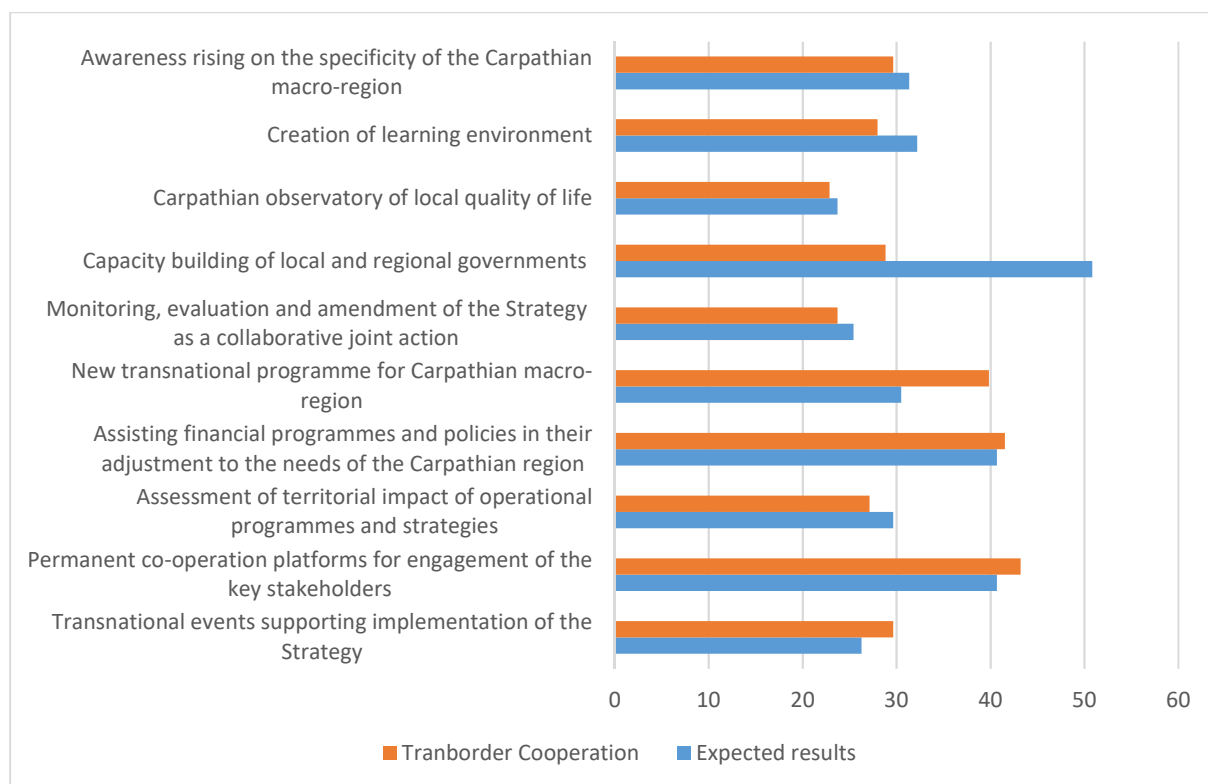 Awareness rising on the specificity of the Carpathian
macro-region
Creation of learning environment
Carpathian observatory of local quality of life
Capacity building of local and regional governments
Monitoring, evaluation and amendment of the Strategy
as a collaborative joint action
New transnational programme for Carpathian macro-
region
Assisting financial programmes and policies in their
adjustment to the needs of the Carpathian region
Assessment of territorial impact of operational
programmes and strategies
Permanent co-operation platforms for engagement of the
key stakeholders
Transnational events supporting implementation of the
Strategy
0 10 20 30 40 50 60
Tranborder Cooperation Expected results